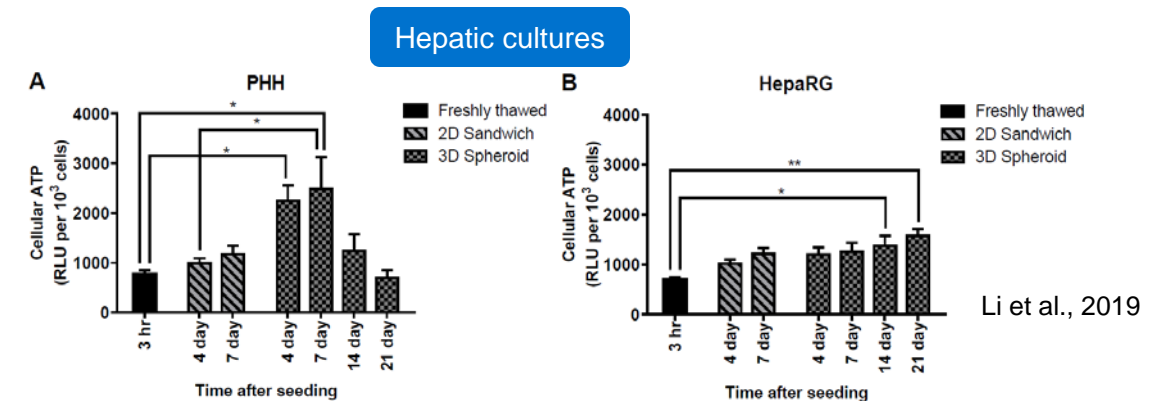 Hepatic cultures
A
PHH
Cellular ATP
(RLU per 10³ cells)
4000
3000
2000
1000
0
*
*
*
Freshly thawed
2D Sandwich
3D Spheroid
3 hr
4 day
7 day
4 day
7 day
14 day
21 day
Time after seeding
B
HepaRG
Cellular ATP
(RLU per 10³ cells)
4000
3000
2000
1000
0
**
*
Freshly thawed
2D Sandwich
3D Spheroid
3 hr
4 day
7 day
4 day
7 day
14 day
21 day
Time after seeding
Li et al., 2019